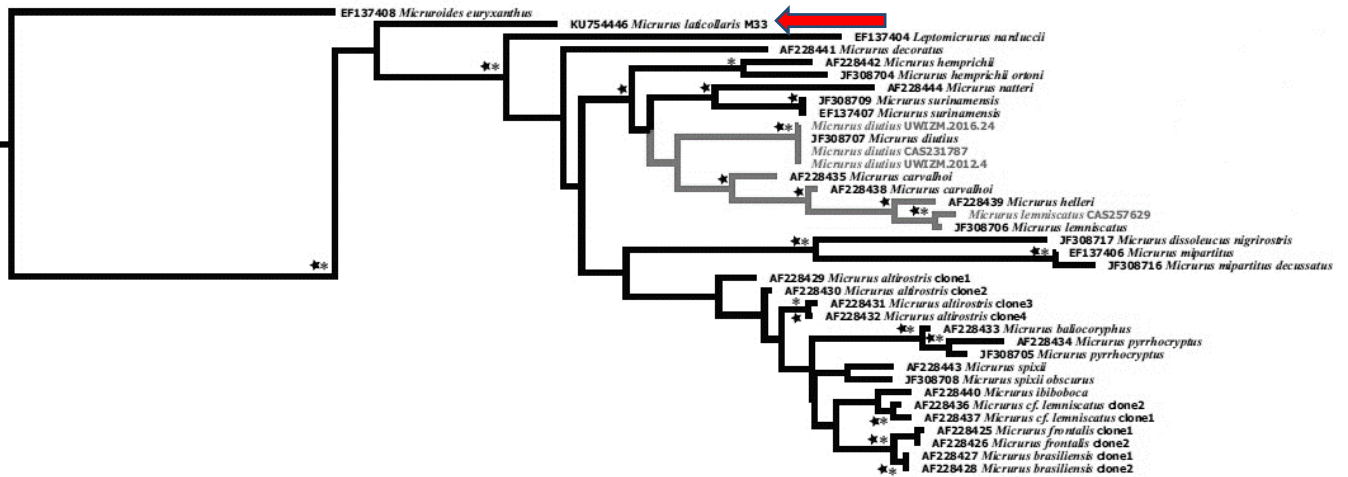 EF137408 Micruroides euryxanthus
KU754446 Micrurus laticollaris M33
EF137404 Leptomicrurus narduccii
AF228441 Micrurus decoratus
AF228442 Micrurus hemprichii
JF308704 Micrurus hemprichii ortoni
AF228444 Micrurus natteri
JF308709 Micrurus surinamensis
EF137407 Micrurus surinamensis
Micrurus diutius UWIZM.2016.24
JF308707 Micrurus diutius
Micrurus diutius CAS231787
Micrurus diutius UWIZM.2012.4
AF228435 Micrurus carvalhoi
AF228438 Micrurus carvalhoi
AF228439 Micrurus helleri
Micrurus lemniscatus CAS257629
JF308706 Micrurus lemniscatus
JF308717 Micrurus dissoleucus nigrirostris
EF137406 Micrurus mipartitus
JF308716 Micrurus mipartitus decussatus
AF228429 Micrurus altirostris clone1
AF228430 Micrurus altirostris clone2
AF228431 Micrurus altirostris clone3
AF228432 Micrurus altirostris clone4
AF228433 Micrurus baliocoryphus
AF228434 Micrurus pyrrhocryptus
JF308705 Micrurus pyrrhocryptus
AF228443 Micrurus spixii
JF308708 Micrurus spixii obscurus
AF228440 Micrurus ibiboboca
AF228436 Micrurus cf. lemniscatus clone2
AF228437 Micrurus cf. lemniscatus clone1
AF228425 Micrurus frontalis clone1
AF228426 Micrurus frontalis clone2
AF228427 Micrurus brasiliensis clone1
AF228428 Micrurus brasiliensis clone2